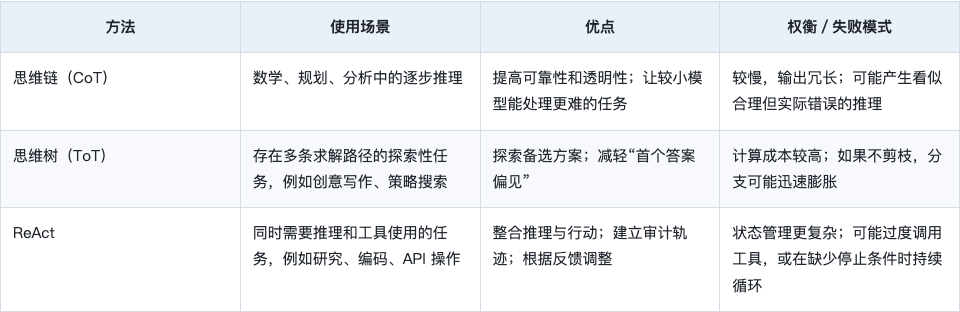 方法
使用场景
优点
权衡 / 失败模式
思维链（CoT）
数学、规划、分析中的逐步推理
提高可靠性和透明性；让较小模
型能处理更难的任务
较慢，输出冗长；可能产生看似
合理但实际错误的推理
思维树（ToT）
存在多条求解路径的探索性任
务，例如创意写作、策略搜索
探索备选方案；减轻“首个答案
偏见”
计算成本较高；如果不剪枝，分
支可能迅速膨胀
ReAct
同时需要推理和工具使用的任
务，例如研究、编码、API 操作
整合推理与行动；建立审计轨
迹；根据反馈调整
状态管理更复杂；可能过度调用
工具，或在缺少停止条件时持续
循环